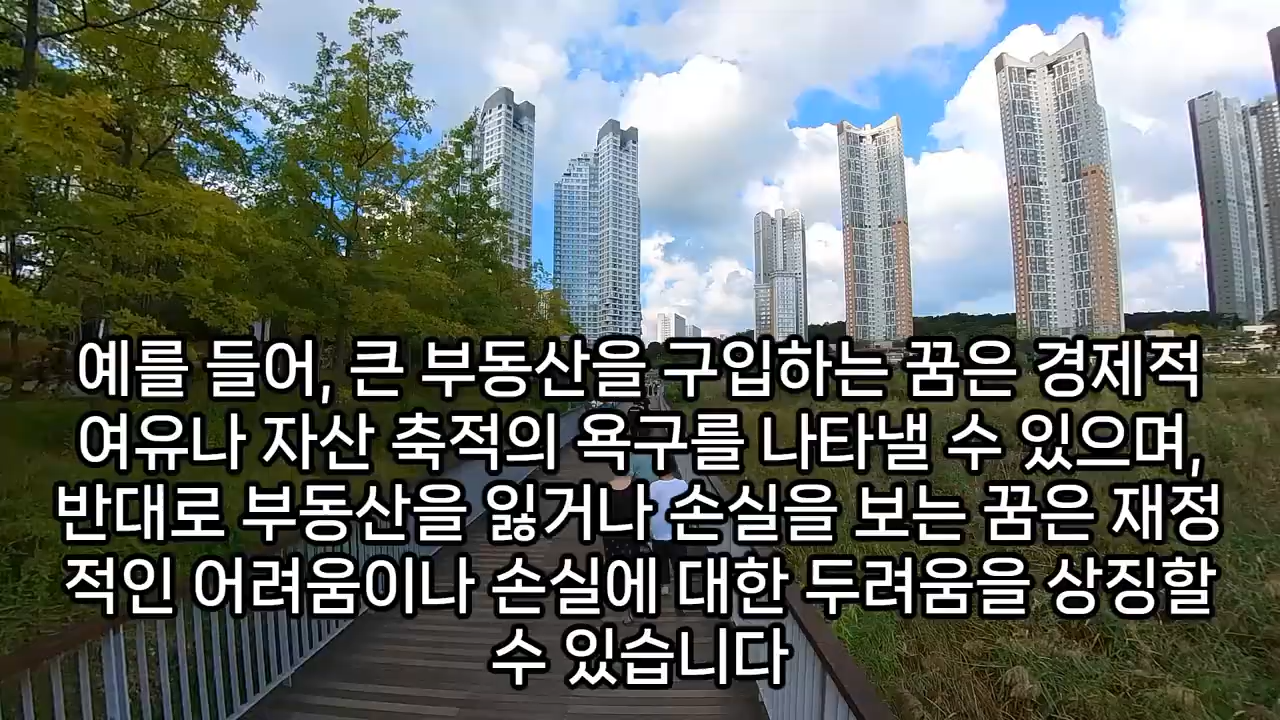 예를 들어, 큰 부동산을 구입하는 꿈은 경제적
여유나 자산 축적의 욕구를 나타낼 수 있으며,
반대로 부동산을 잃거나 손실을 보는 꿈은 재정
적인 어려움이나 손실에 대한 두려움을 상징할
수 있습니다